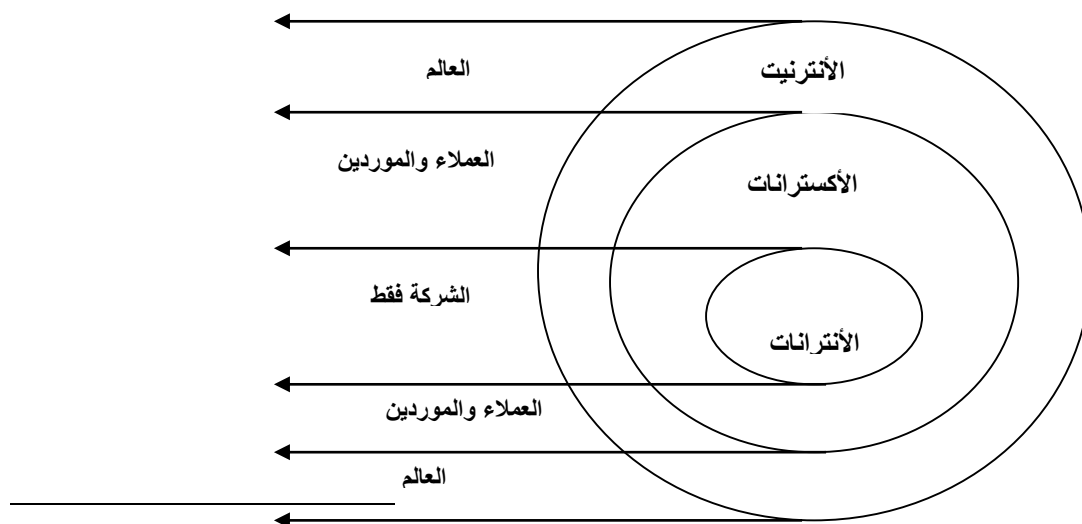 الأنترنيت
العالم
العملاء والموردين
الأكسترانات
الشركة فقط
الأنترانات
العملاء والموردين
العالم